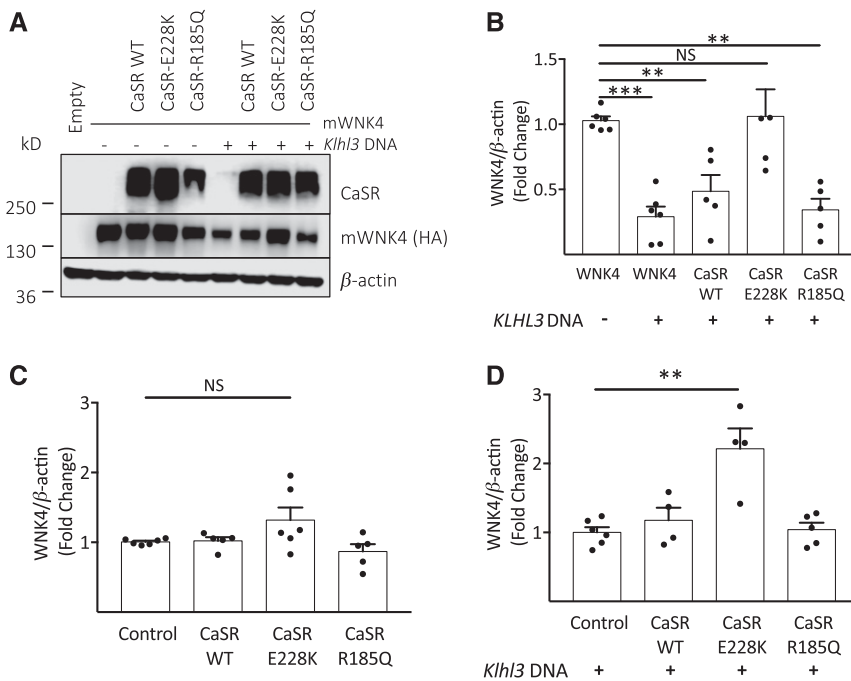 A
Empty
CaSR WT
CaSR-E228K
CaSR-R185Q
CaSR WT
CaSR-E228K
CaSR-R185Q
mWNK4
kD
- - - - + + + + Klhl3 DNA
CaSR
250
mWNK4 (HA)
130
β-actin
36
B
**
NS
**
***
WNK4/β-actin
(Fold Change)
1.5
1.0
0.5
WNK4 WNK4 CaSR CaSR CaSR
WT E228K R185Q
KLHL3 DNA - + + + +
C
NS
WNK4/β-actin
(Fold Change)
3
2
1
Control CaSR CaSR CaSR
WT E228K R185Q
D
**
WNK4/β-actin
(Fold Change)
3
2
1
Control CaSR CaSR CaSR
WT E228K R185Q
Klhl3 DNA + + + +